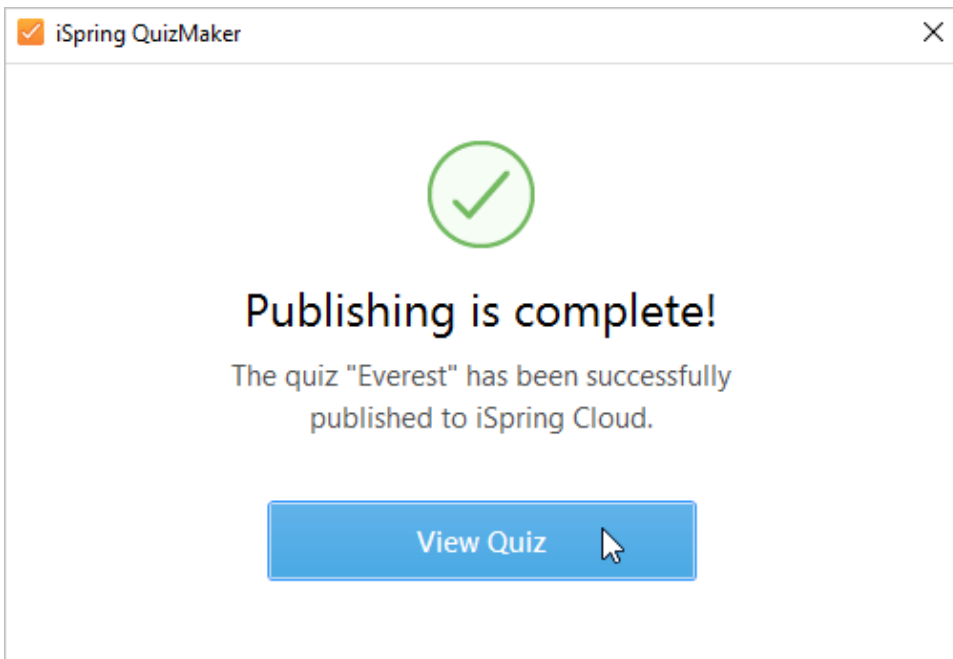 iSpring QuizMaker
Publishing is complete!
The quiz "Everest" has been successfully
published to iSpring Cloud.
View Quiz